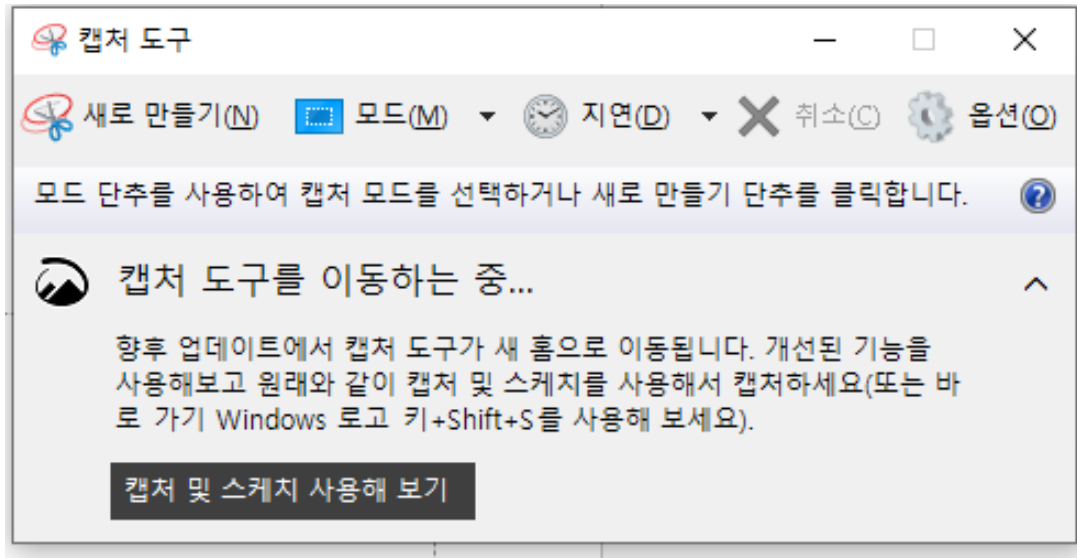 캡처 도구
새로 만들기(N) 모드(M) 지연(D) 취소(C) 옵션(O)
모드 단추를 사용하여 캡처 모드를 선택하거나 새로 만들기 단추를 클릭합니다.
캡처 도구를 이동하는 중...
향후 업데이트에서 캡처 도구가 새 홈으로 이동됩니다. 개선된 기능을
사용해보고 원래와 같이 캡처 및 스케치를 사용해서 캡처하세요(또는 바
로 가기 Windows 로고 키+Shift+S를 사용해 보세요).
캡처 및 스케치 사용해 보기